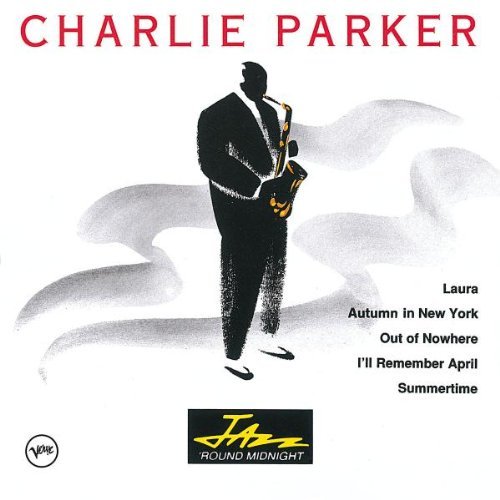 CHARLIE PARKER
Laura
Autumn in New York
Out of Nowhere
I'll Remember April
Summertime
JAZZ
'ROUND MIDNIGHT
Verve